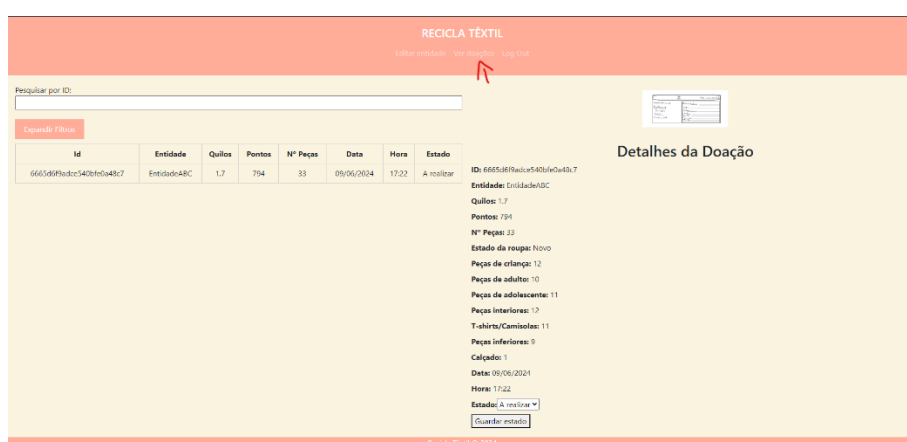 RECICLA TÊXTIL
Editar entidade Ver doações Log Out
Pesquisar por ID:
Expandir Filtros
Id Entidade Quilos Pontos Nº Peças Data Hora Estado
6665d6f9adce540bfe0a48c7 EntidadeABC 1.7 794 33 09/06/2024 17:22 A realizar
Detalhes da Doação
ID: 6665d6f9adce540bfe0a48c7
Entidade: EntidadeABC
Quilos: 1.7
Pontos: 794
Nº Peças: 33
Estado da roupa: Novo
Peças de criança: 12
Peças de adulto: 10
Peças de adolescente: 11
Peças interiores: 12
T-shirts/Camisolas: 11
Peças inferiores: 9
Calçado: 1
Data: 09/06/2024
Hora: 17:22
Estado: A realizar
Guardar estado